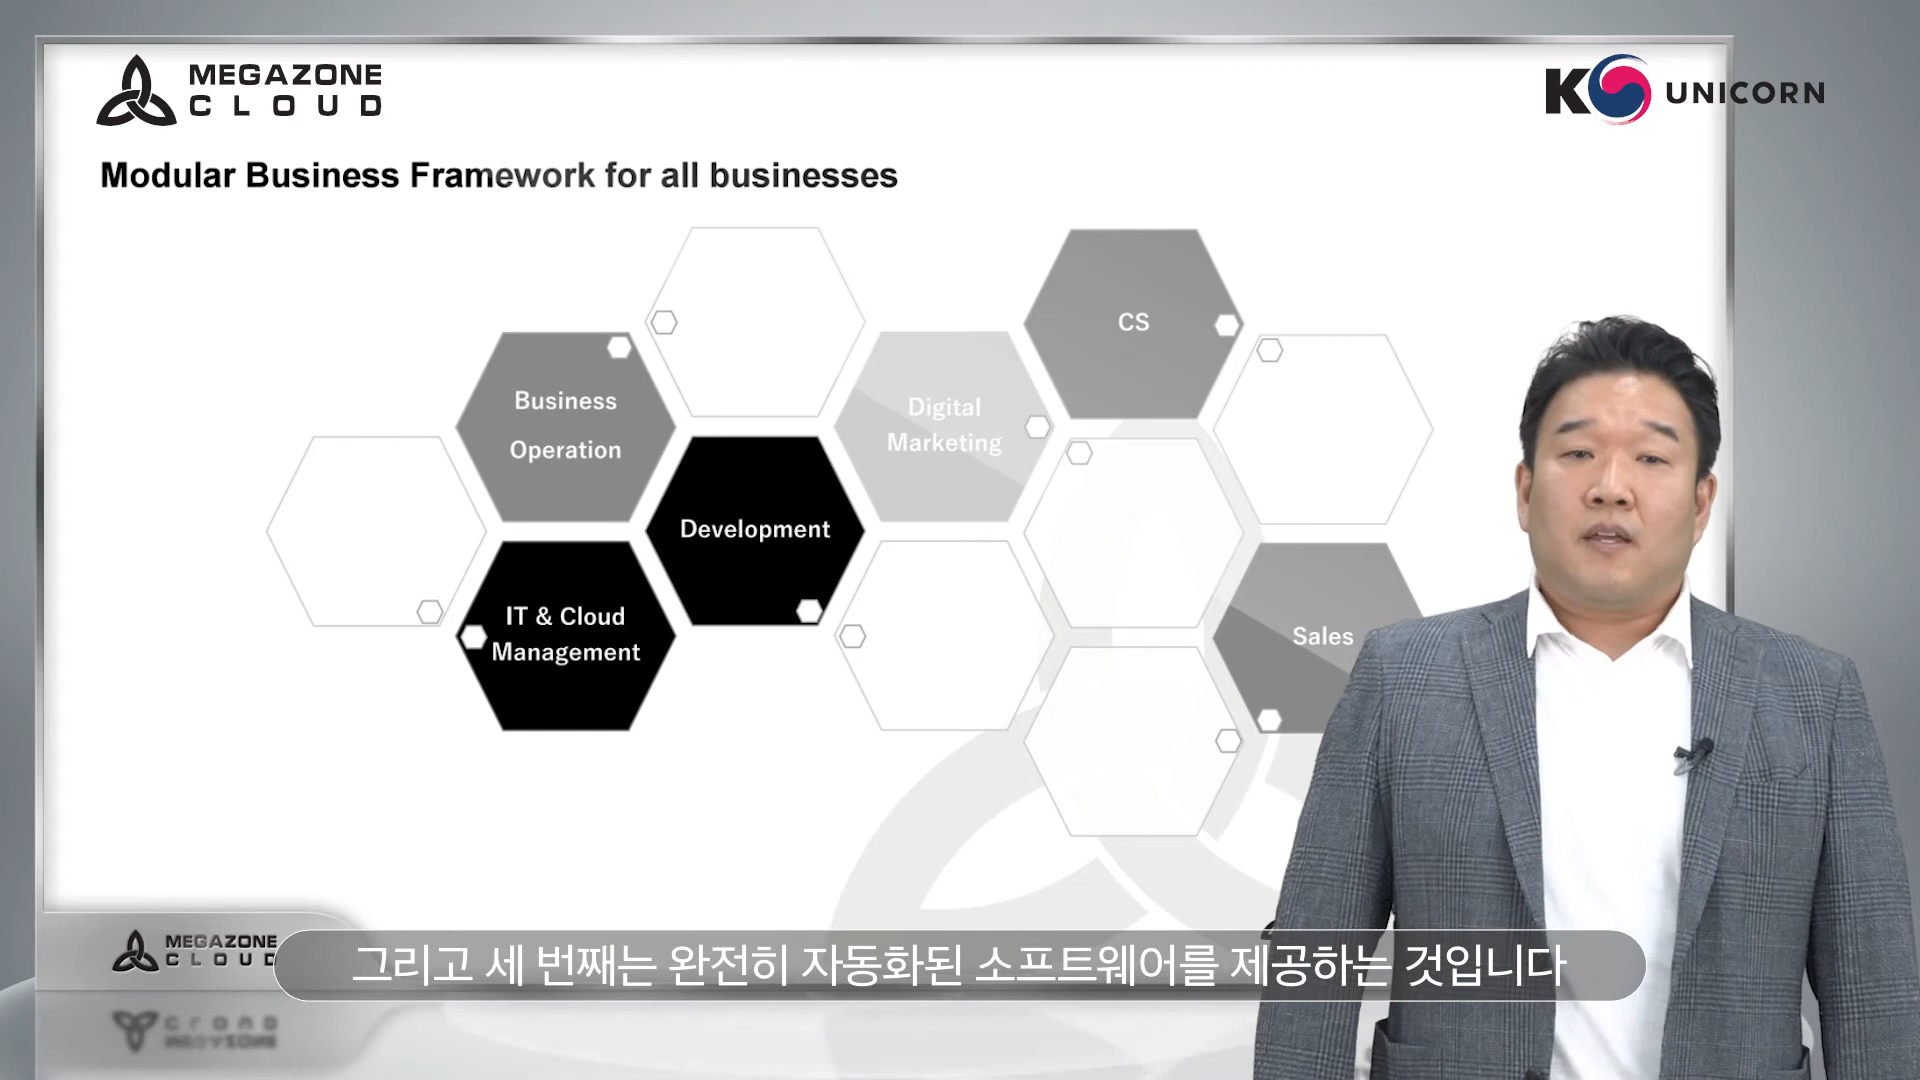 MEGAZONE
CLOUD
K UNICORN
Modular Business Framework for all businesses
CS
Business
Operation
Digital
Marketing
Development
IT & Cloud
Management
Sales
MEGAZONE
CLOUD
그리고 세 번째는 완전히 자동화된 소프트웨어를 제공하는 것입니다